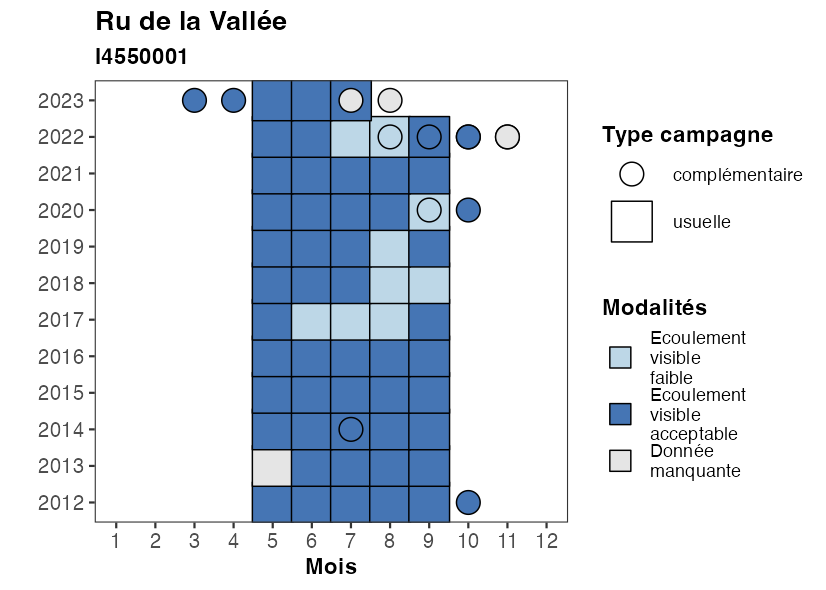 Ru de la Vallée
I4550001
2023
2022
2021
2020
2019
2018
2017
2016
2015
2014
2013
2012
1 2 3 4 5 6 7 8 9 10 11 12
Mois
Type campagne
complémentaire
usuelle
Modalités
Ecoulement
visible
faible
Ecoulement
visible
acceptable
Donnée
manquante